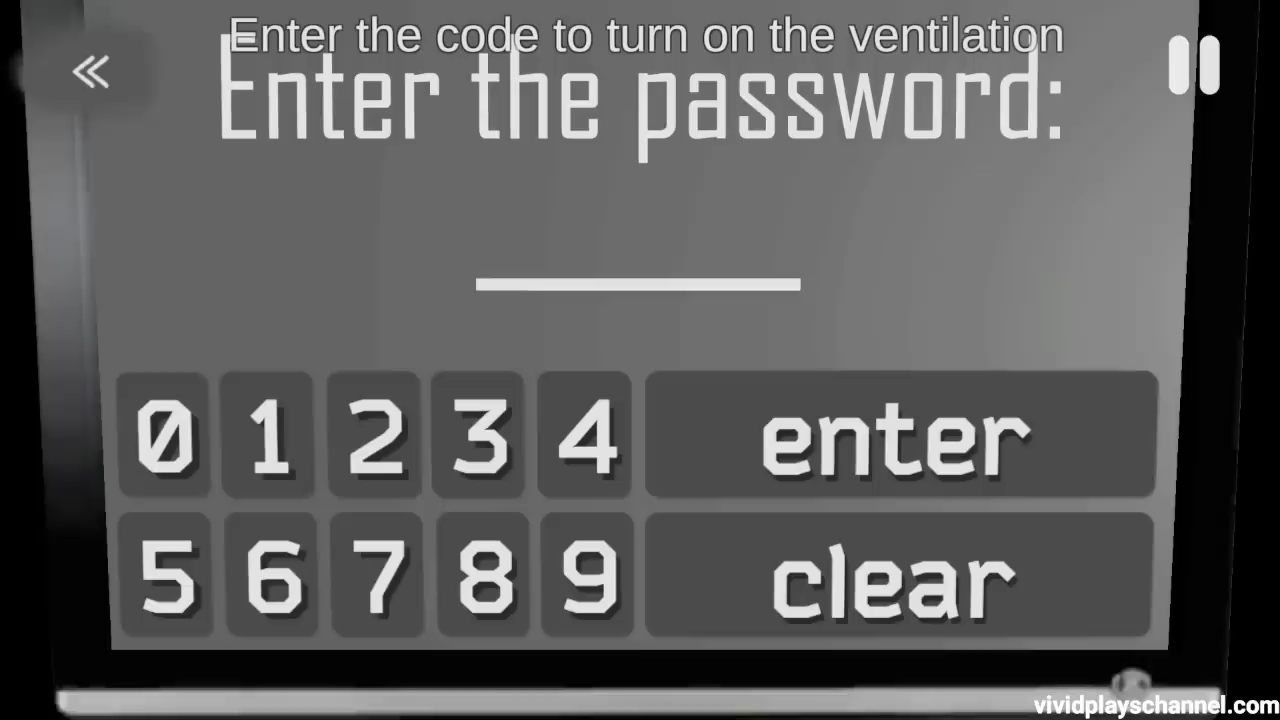 Enter the code to turn on the ventilation
Enter the password:
0 1 2 3 4 enter
5 6 7 8 9 clear
vividplayschannel.com